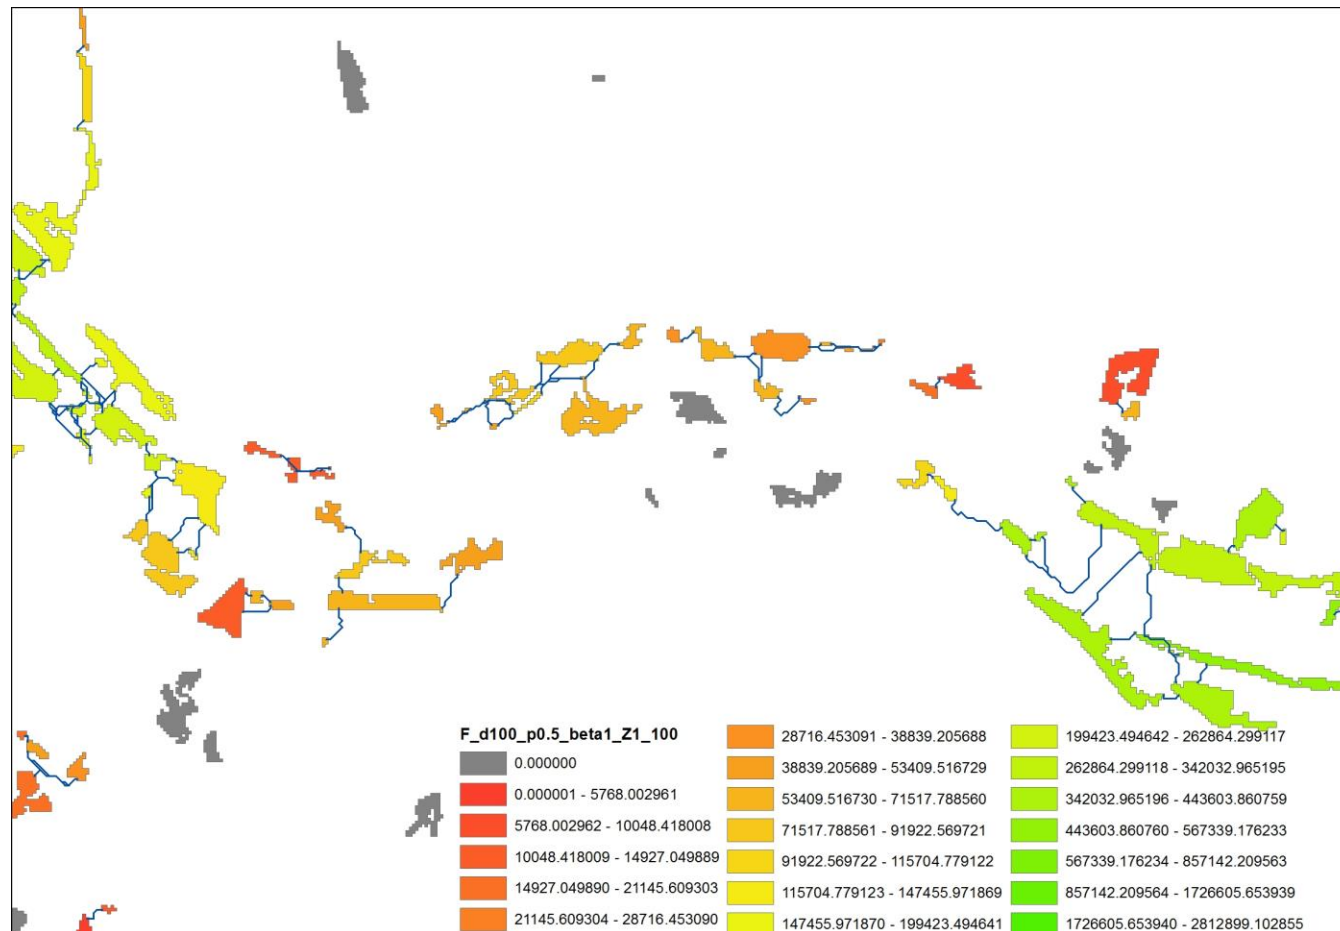 F_d100_p0.5_beta1_Z1_100
0.000000
0.000001 - 5768.002961
5768.002962 - 10048.418008
10048.418009 - 14927.049889
14927.049890 - 21145.609303
21145.609304 - 28716.453090
28716.453091 - 38839.205688
38839.205689 - 53409.516729
53409.516730 - 71517.788560
71517.788561 - 91922.569721
91922.569722 - 115704.779122
115704.779123 - 147455.971869
147455.971870 - 199423.494641
199423.494642 - 262864.299117
262864.299118 - 342032.965195
342032.965196 - 443603.860759
443603.860760 - 567339.176233
567339.176234 - 857142.209563
857142.209564 - 1726605.653939
1726605.653940 - 2812899.102855